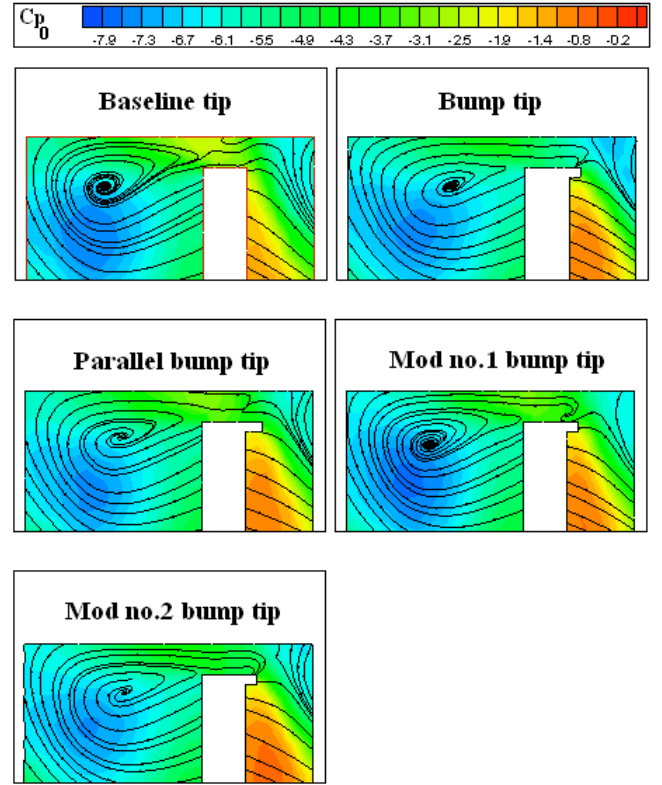 Cp0
-7.9 -7.3 -6.7 -6.1 -5.5 -4.9 -4.3 -3.7 -3.1 -2.5 -1.9 -1.4 -0.8 -0.2
Baseline tip
Bump tip
Parallel bump tip
Mod no.1 bump tip
Mod no.2 bump tip